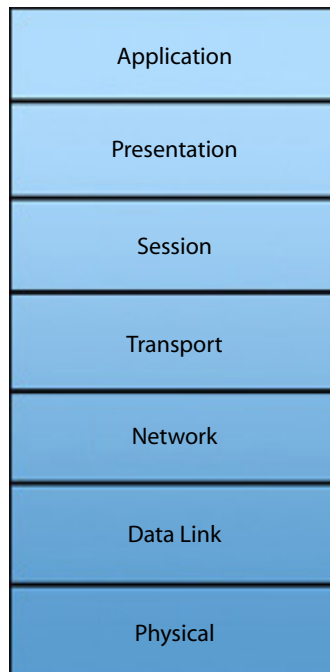 Application
Presentation
Session
Transport
Network
Data Link
Physical